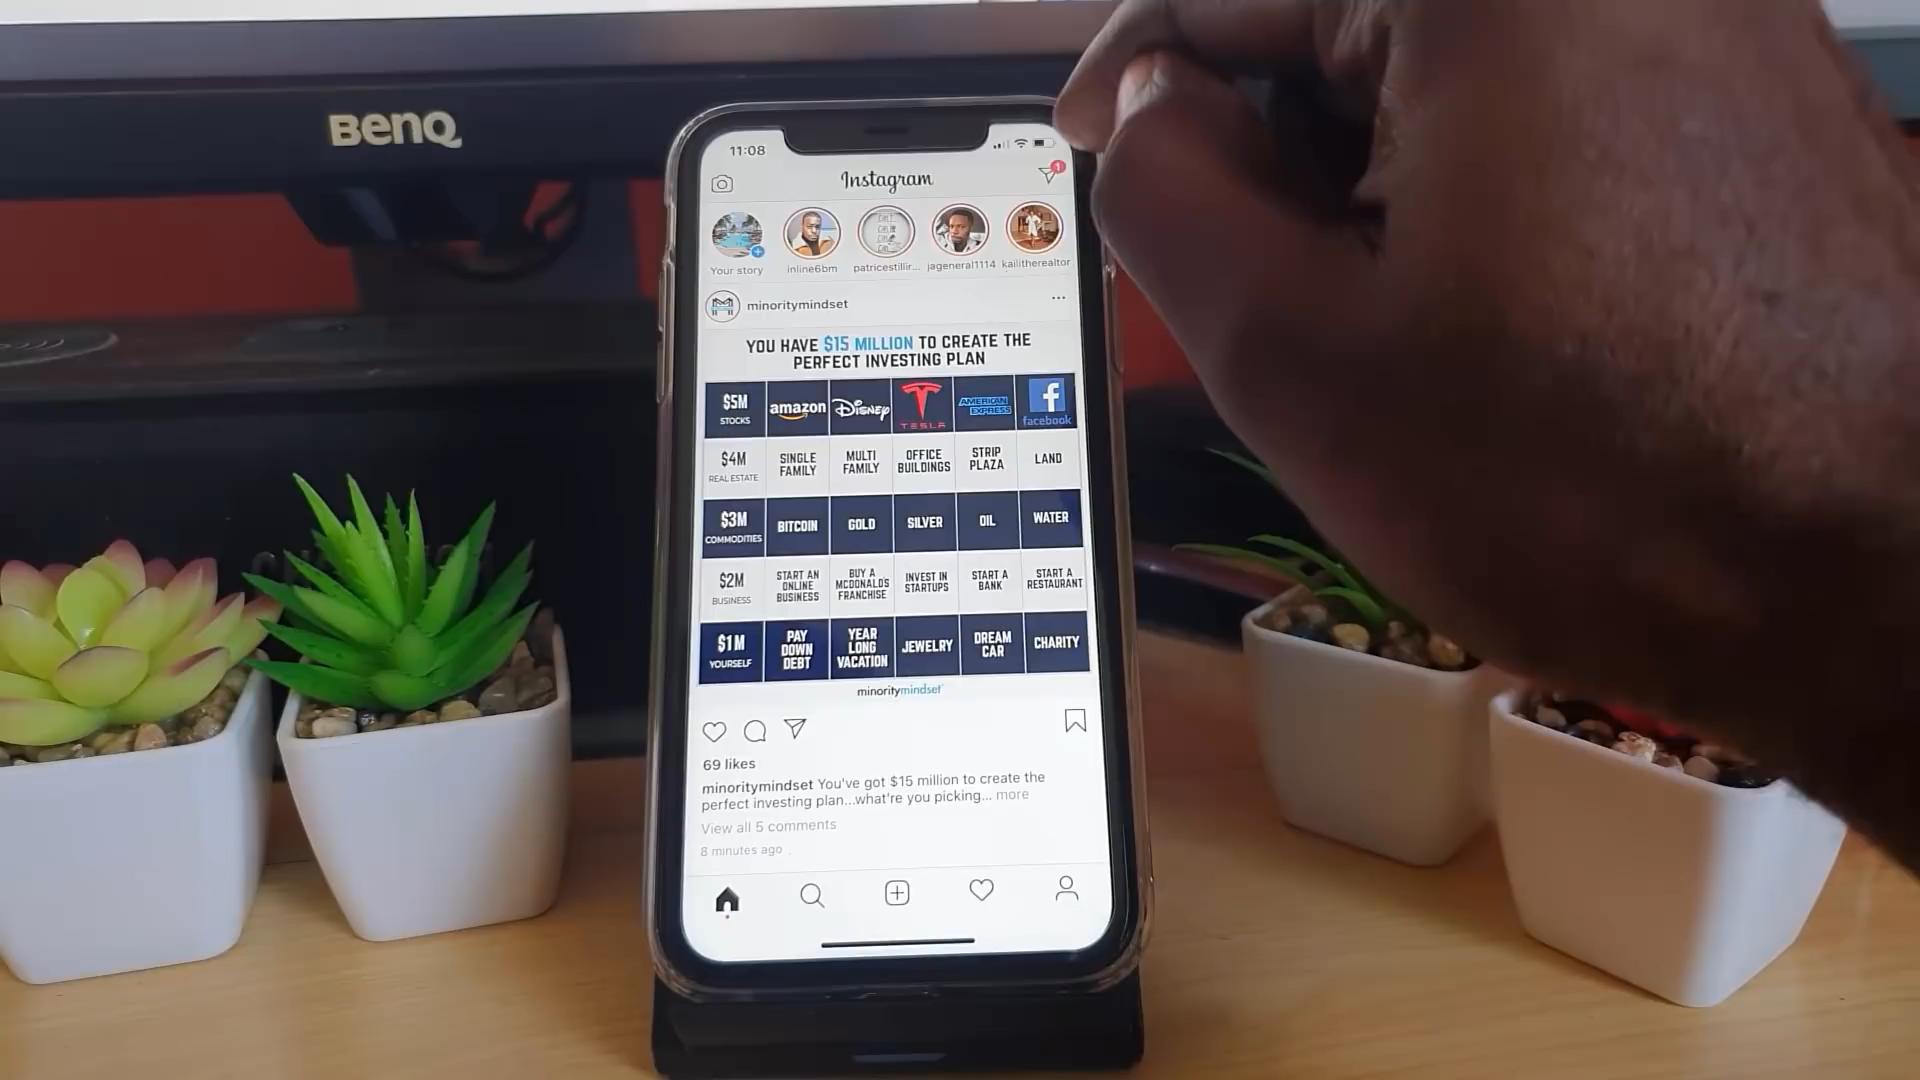 BenQ
11:08
Instagram
1
Your story
inline6bm
patricestillir...
jageneral1114
kailitherealtor
minoritymindset
YOU HAVE $15 MILLION TO CREATE THE
PERFECT INVESTING PLAN
$5M
STOCKS
amazon
DISNEY
TESLA
AMERICAN
EXPRESS
f
facebook
$4M
REAL ESTATE
SINGLE
FAMILY
MULTI
FAMILY
OFFICE
BUILDINGS
STRIP
PLAZA
LAND
$3M
COMMODITIES
BITCOIN
GOLD
SILVER
OIL
WATER
$2M
BUSINESS
START AN
ONLINE
BUSINESS
BUY A
MCDONALD'S
FRANCHISE
INVEST IN
STARTUPS
START A
BANK
START A
RESTAURANT
$1M
YOURSELF
PAY
DOWN
DEBT
YEAR
LONG
VACATION
JEWELRY
DREAM
CAR
CHARITY
minoritymindset
69 likes
minoritymindset You've got $15 million to create the
perfect investing plan...what're you picking... more
View all 5 comments
8 minutes ago